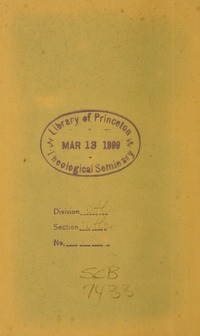 Library of Princeton
MAR 13 1899
Theological Seminary
Division
Section
No.
SCB
7433